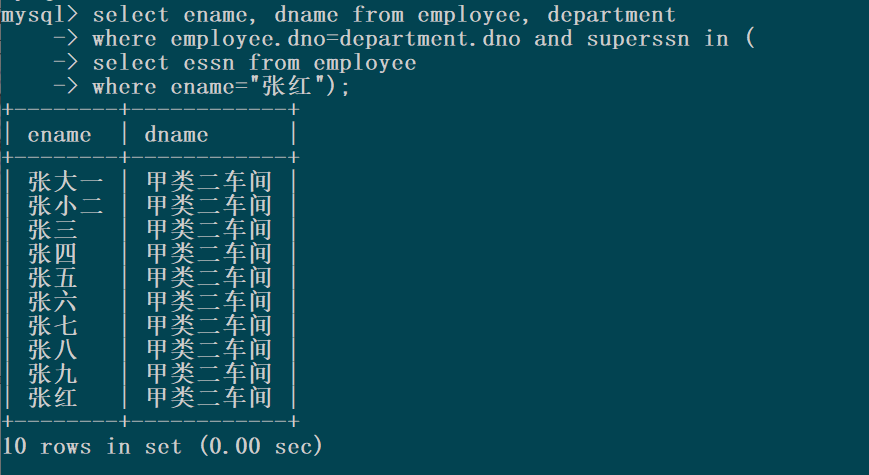 mysql> select ename, dname from employee, department
    -> where employee.dno=department.dno and superssn in (
    -> select essn from employee
    -> where ename="张红");
+--------+------------+
| ename  | dname      |
+--------+------------+
| 张大一 | 甲类二车间 |
| 张小二 | 甲类二车间 |
| 张三   | 甲类二车间 |
| 张四   | 甲类二车间 |
| 张五   | 甲类二车间 |
| 张六   | 甲类二车间 |
| 张七   | 甲类二车间 |
| 张八   | 甲类二车间 |
| 张九   | 甲类二车间 |
| 张红   | 甲类二车间 |
+--------+------------+
10 rows in set (0.00 sec)